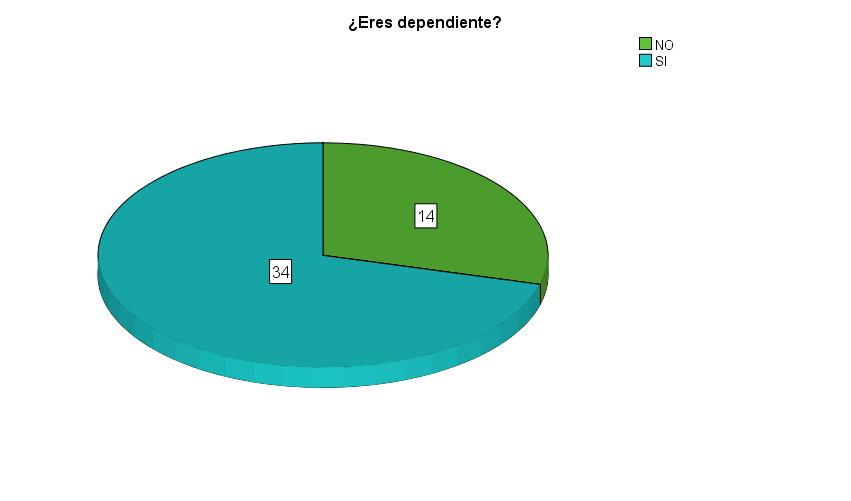 ¿Eres dependiente?
NO
SI
14
34